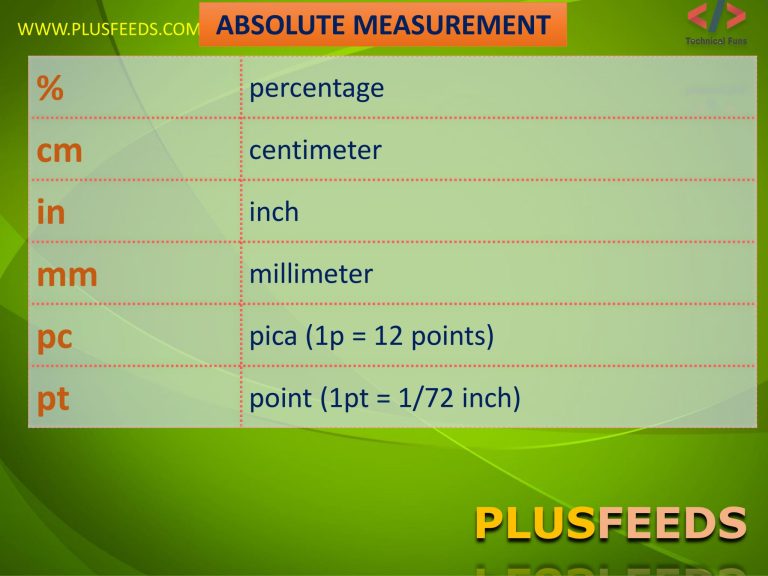 WWW.PLUSFEEDS.COM
ABSOLUTE MEASUREMENT
</>
Technical Funs
% percentage
cm centimeter
in inch
mm millimeter
pc pica (1p = 12 points)
pt point (1pt = 1/72 inch)
PLUSFEEDS